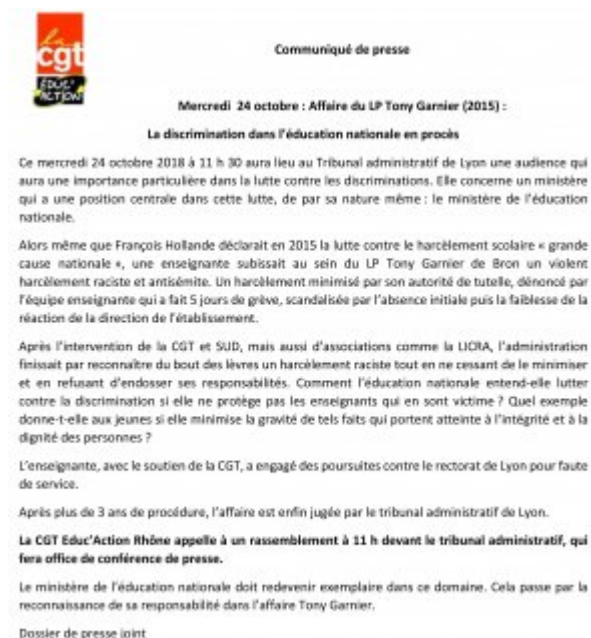 la
cgt
ÉDUC'
ACTION
Communiqué de presse
Mercredi 24 octobre : Affaire du LP Tony Garnier (2015) :
La discrimination dans l'éducation nationale en procès
Ce mercredi 24 octobre 2018 à 11 h 30 aura lieu au Tribunal administratif de Lyon une audience qui
aura une importance particulière dans la lutte contre les discriminations. Elle concerne un ministère
qui a une position centrale dans cette lutte, de par sa nature même : le ministère de l'éducation
nationale.
Alors même que François Hollande déclarait en 2015 la lutte contre le harcèlement scolaire « grande
cause nationale «, une enseignante subissait au sein du LP Tony Garnier de Bron un violent
harcèlement raciste et antisémite. Un harcèlement minimisé par son autorité de tutelle, dénoncé par
l'équipe enseignante qui a fait 5 jours de grève, scandalisée par l'absence initiale puis la faiblesse de la
réaction de la direction de l'établissement.
Après l'intervention de la CGT et SUD, mais aussi d'associations comme la LICRA, l'administration
finissait par reconnaître du bout des lèvres un harcèlement raciste tout en ne cessant de le minimiser
et en refusant d'endosser ses responsabilités. Comment l'éducation nationale entend-elle lutter
contre la discrimination si elle ne protège pas les enseignants qui en sont victime ? Quel exemple
donne-t-elle aux jeunes si elle minimise la gravité de tels faits qui portent atteinte à l'intégrité et à la
dignité des personnes ?
L'enseignante, avec le soutien de la CGT, a engagé des poursuites contre le rectorat de Lyon pour faute
de service.
Après plus de 3 ans de procédure, l'affaire est enfin jugée par le tribunal administratif de Lyon.
La CGT Educ'Action Rhône appelle à un rassemblement à 11 h devant le tribunal administratif, qui
fera office de conférence de presse.
Le ministère de l'éducation nationale doit redevenir exemplaire dans ce domaine. Cela passe par la
reconnaissance de sa responsabilité dans l'affaire Tony Garnier.
Dossier de presse joint